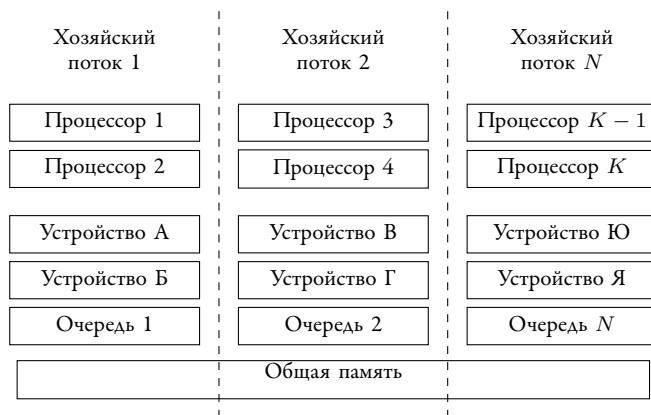 Хозяйский поток 1
Хозяйский поток 2
Хозяйский поток N
Процессор 1
Процессор 3
Процессор K − 1
Процессор 2
Процессор 4
Процессор K
Устройство А
Устройство В
Устройство Ю
Устройство Б
Устройство Г
Устройство Я
Очередь 1
Очередь 2
Очередь N
Общая память